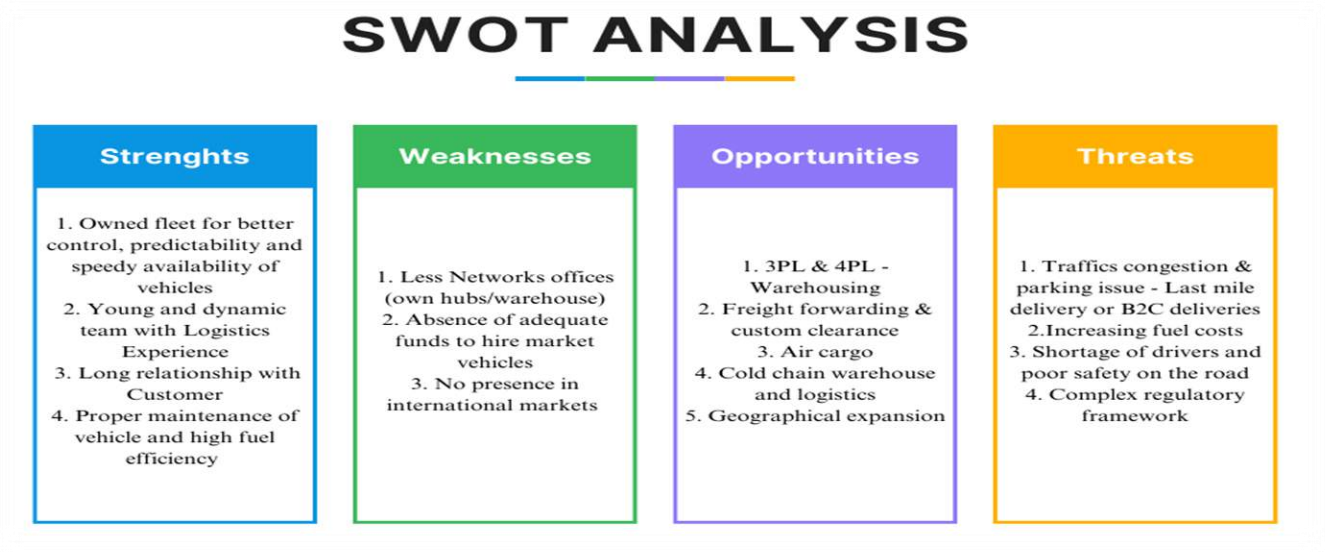 SWOT ANALYSIS
Strenghts
1. Owned fleet for better
control, predictability and
speedy availability of
vehicles
2. Young and dynamic
team with Logistics
Experience
3. Long relationship with
Customer
4. Proper maintenance of
vehicle and high fuel
efficiency
Weaknesses
1. Less Networks offices
(own hubs/warehouse)
2. Absence of adequate
funds to hire market
vehicles
3. No presence in
international markets
Opportunities
1. 3PL & 4PL -
Warehousing
2. Freight forwarding &
custom clearance
3. Air cargo
4. Cold chain warehouse
and logistics
5. Geographical expansion
Threats
1. Traffics congestion &
parking issue - Last mile
delivery or B2C deliveries
2.Increasing fuel costs
3. Shortage of drivers and
poor safety on the road
4. Complex regulatory
framework